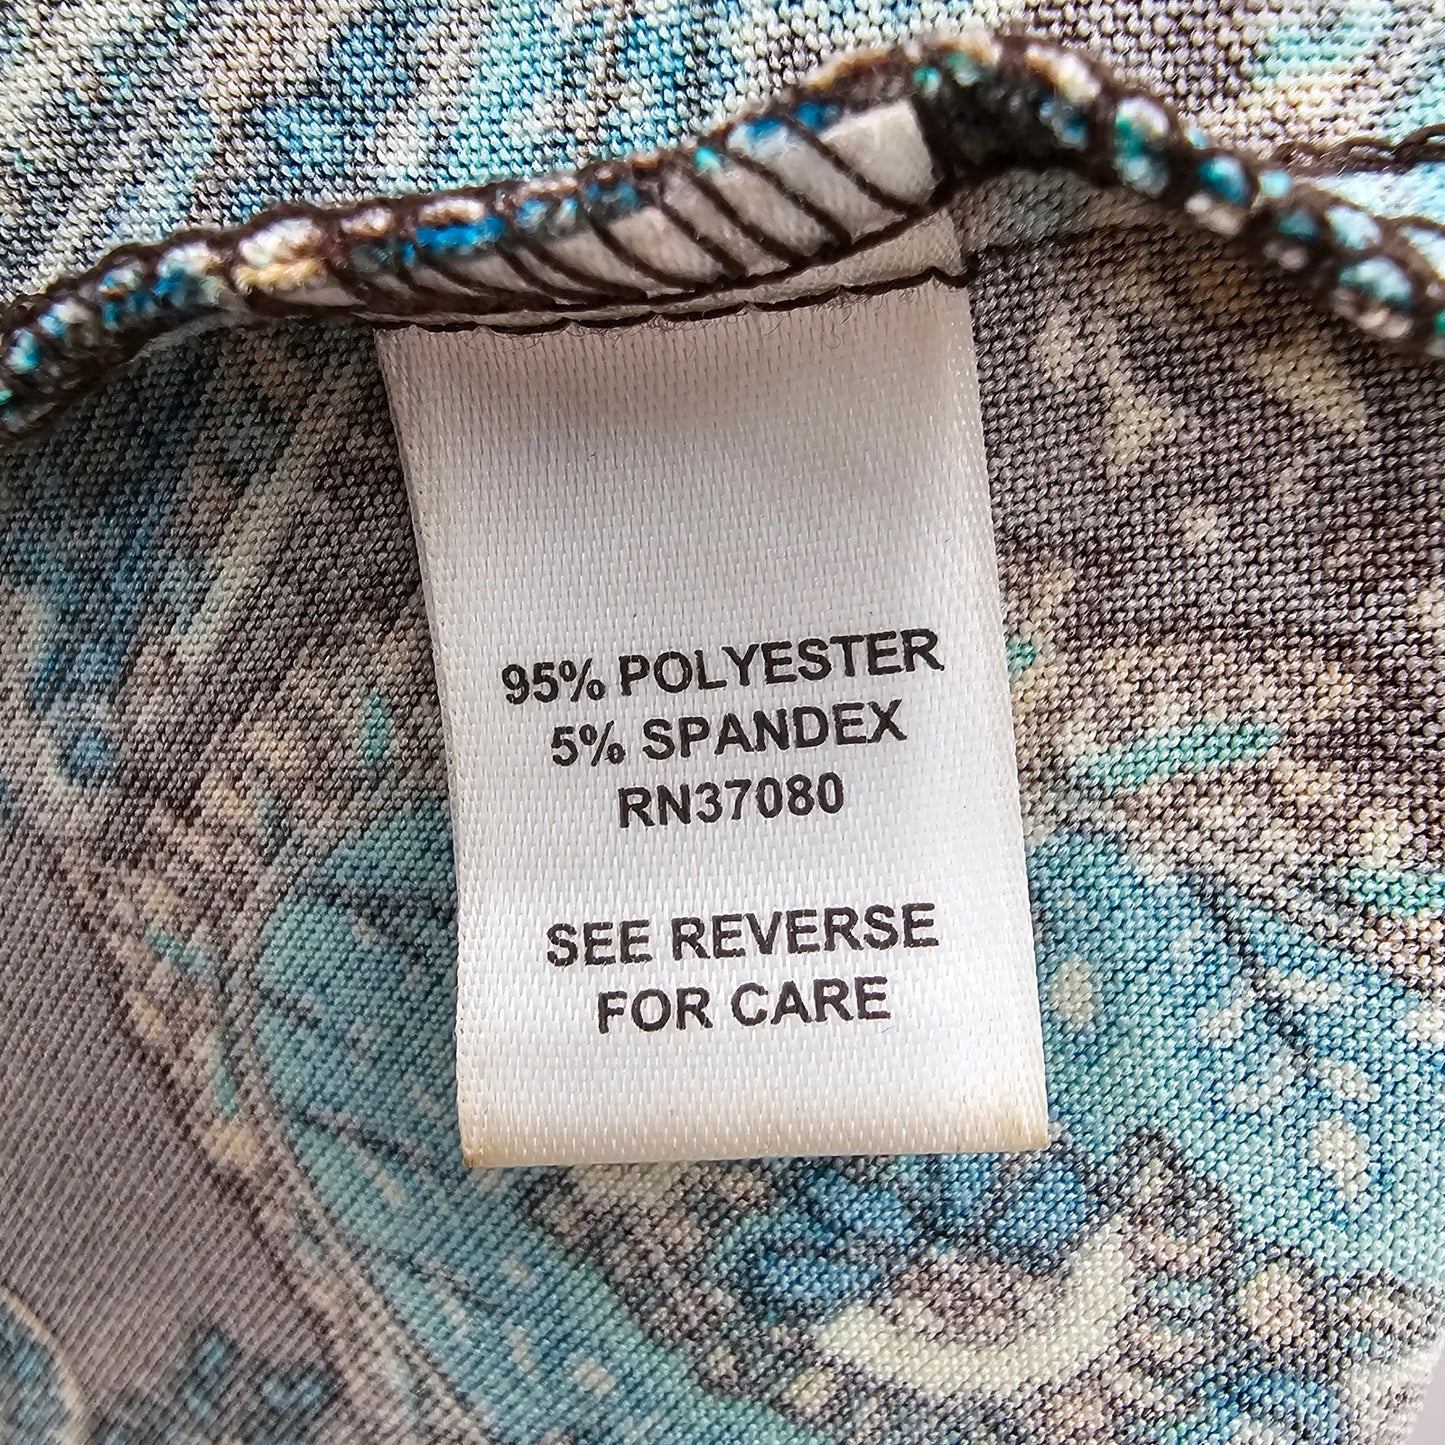 95% POLYESTER
5% SPANDEX
RN37080
SEE REVERSE
FOR CARE